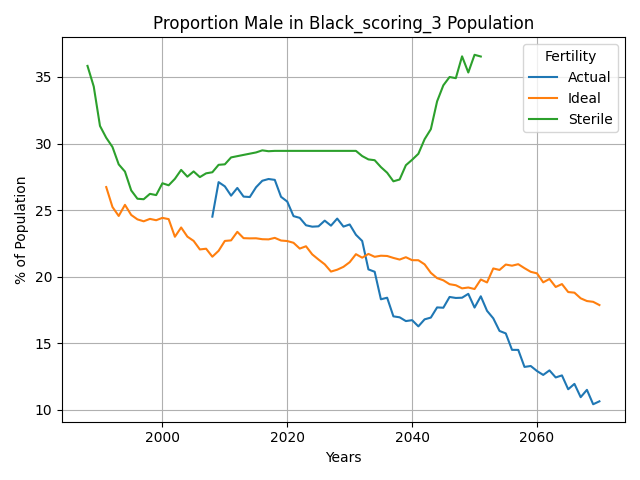 Proportion Male in Black_scoring_3 Population
Fertility
Actual
Ideal
Sterile
% of Population
35
30
25
20
15
10
2000 2020 2040 2060
Years